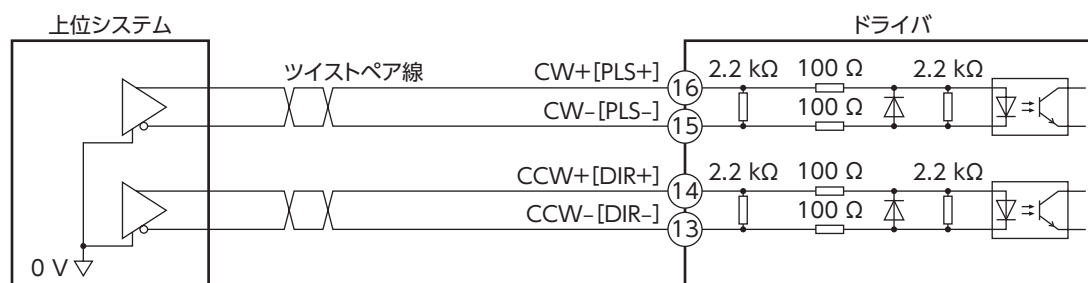 上位システム
ドライバ
ツイストペア線
CW+[PLS+]
16
2.2 kΩ
100 Ω
2.2 kΩ
CW-[PLS-]
15
100 Ω
CCW+[DIR+]
14
2.2 kΩ
100 Ω
2.2 kΩ
CCW-[DIR-]
13
100 Ω
0 V